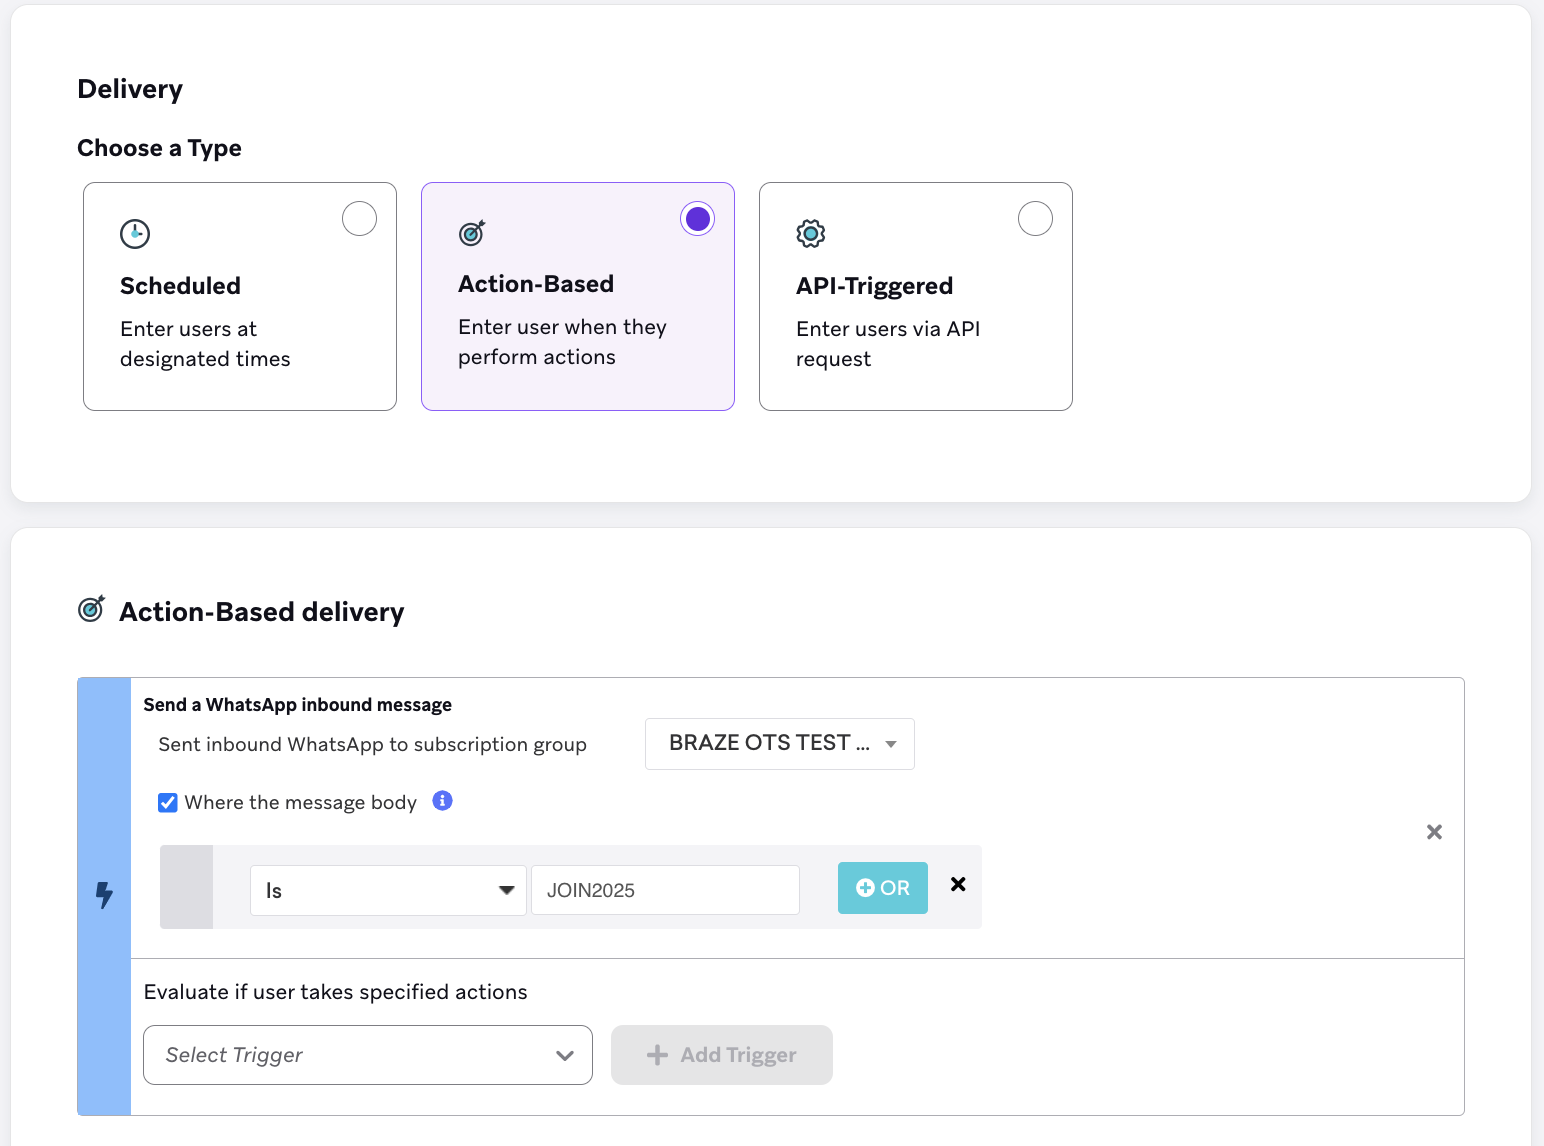 Delivery
Choose a Type
Scheduled
Enter users at
designated times
Action-Based
Enter user when they
perform actions
API-Triggered
Enter users via API
request
Action-Based delivery
Send a WhatsApp inbound message
Sent inbound WhatsApp to subscription group
BRAZE OTS TEST ...
Where the message body
Is
JOIN2025
OR
Evaluate if user takes specified actions
Select Trigger
Add Trigger